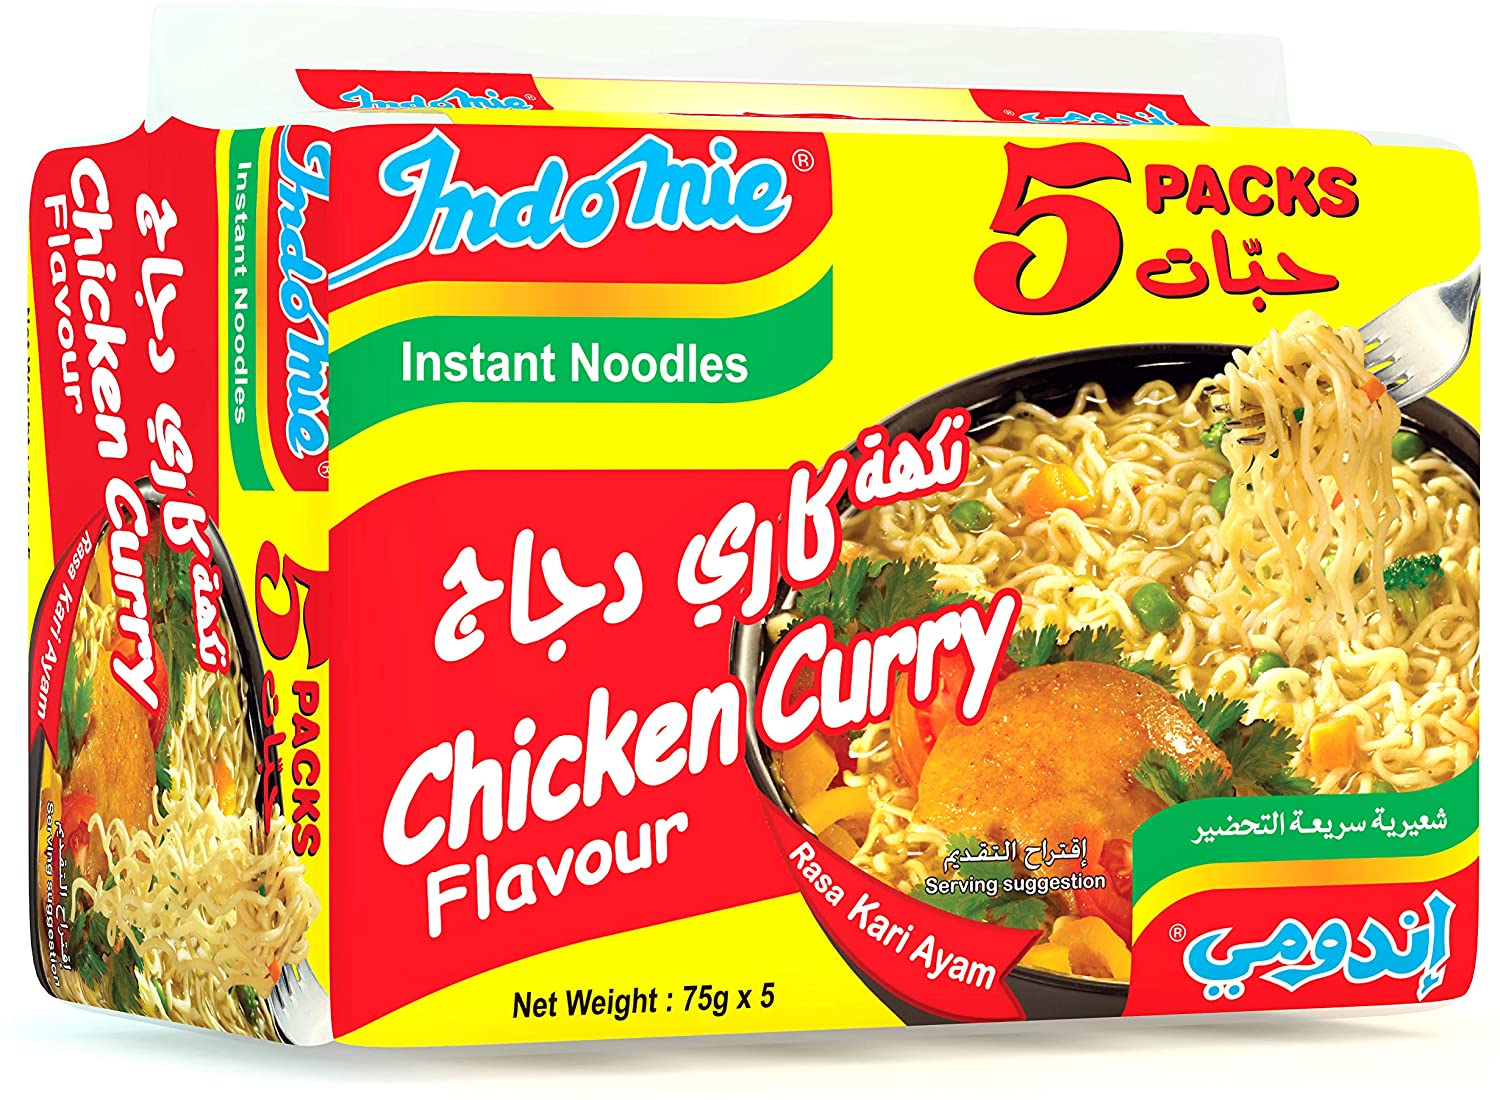 Indomie®
إندومي®
Indomie®
Instant Noodles
5 PACKS
حبّات
نكهة كاري دجاج
Chicken Curry
Flavour
Rasa Kari Ayam
إقتراح التقديم
Serving suggestion
Net Weight : 75g x 5
شعيرية سريعة التحضير
إندومي®
نكهة كاري دجاج
Chicken Curry
Flavour
Rasa Kari Ayam
Instant Noodles
Indomie®
5 PACKS
حبّات
إقتراح التقديم
Serving suggestion